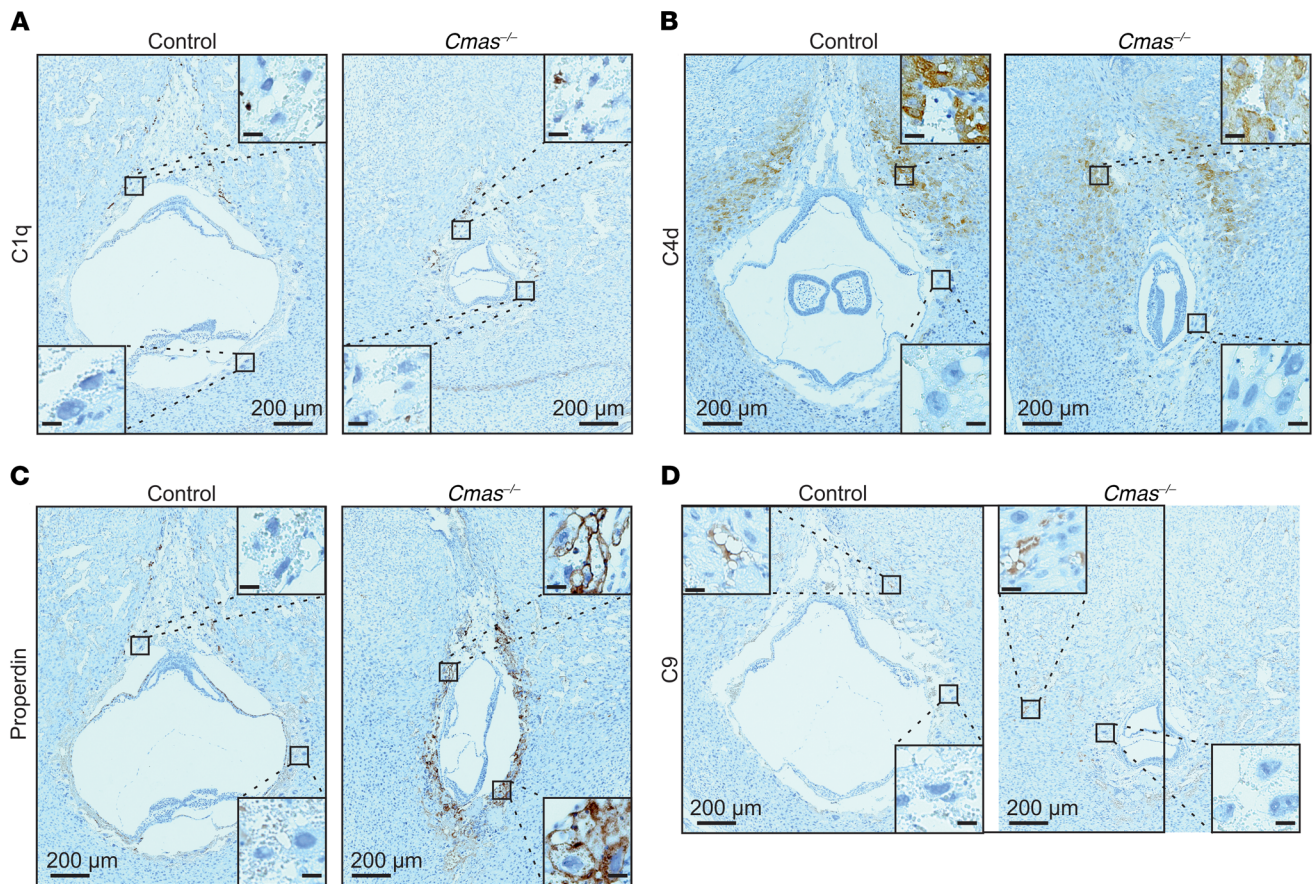 A
Control
Cmas–/–
C1q
200 µm
200 µm
B
Control
Cmas–/–
C4d
200 µm
200 µm
C
Control
Cmas–/–
Properdin
200 µm
200 µm
D
Control
Cmas–/–
C9
200 µm
200 µm